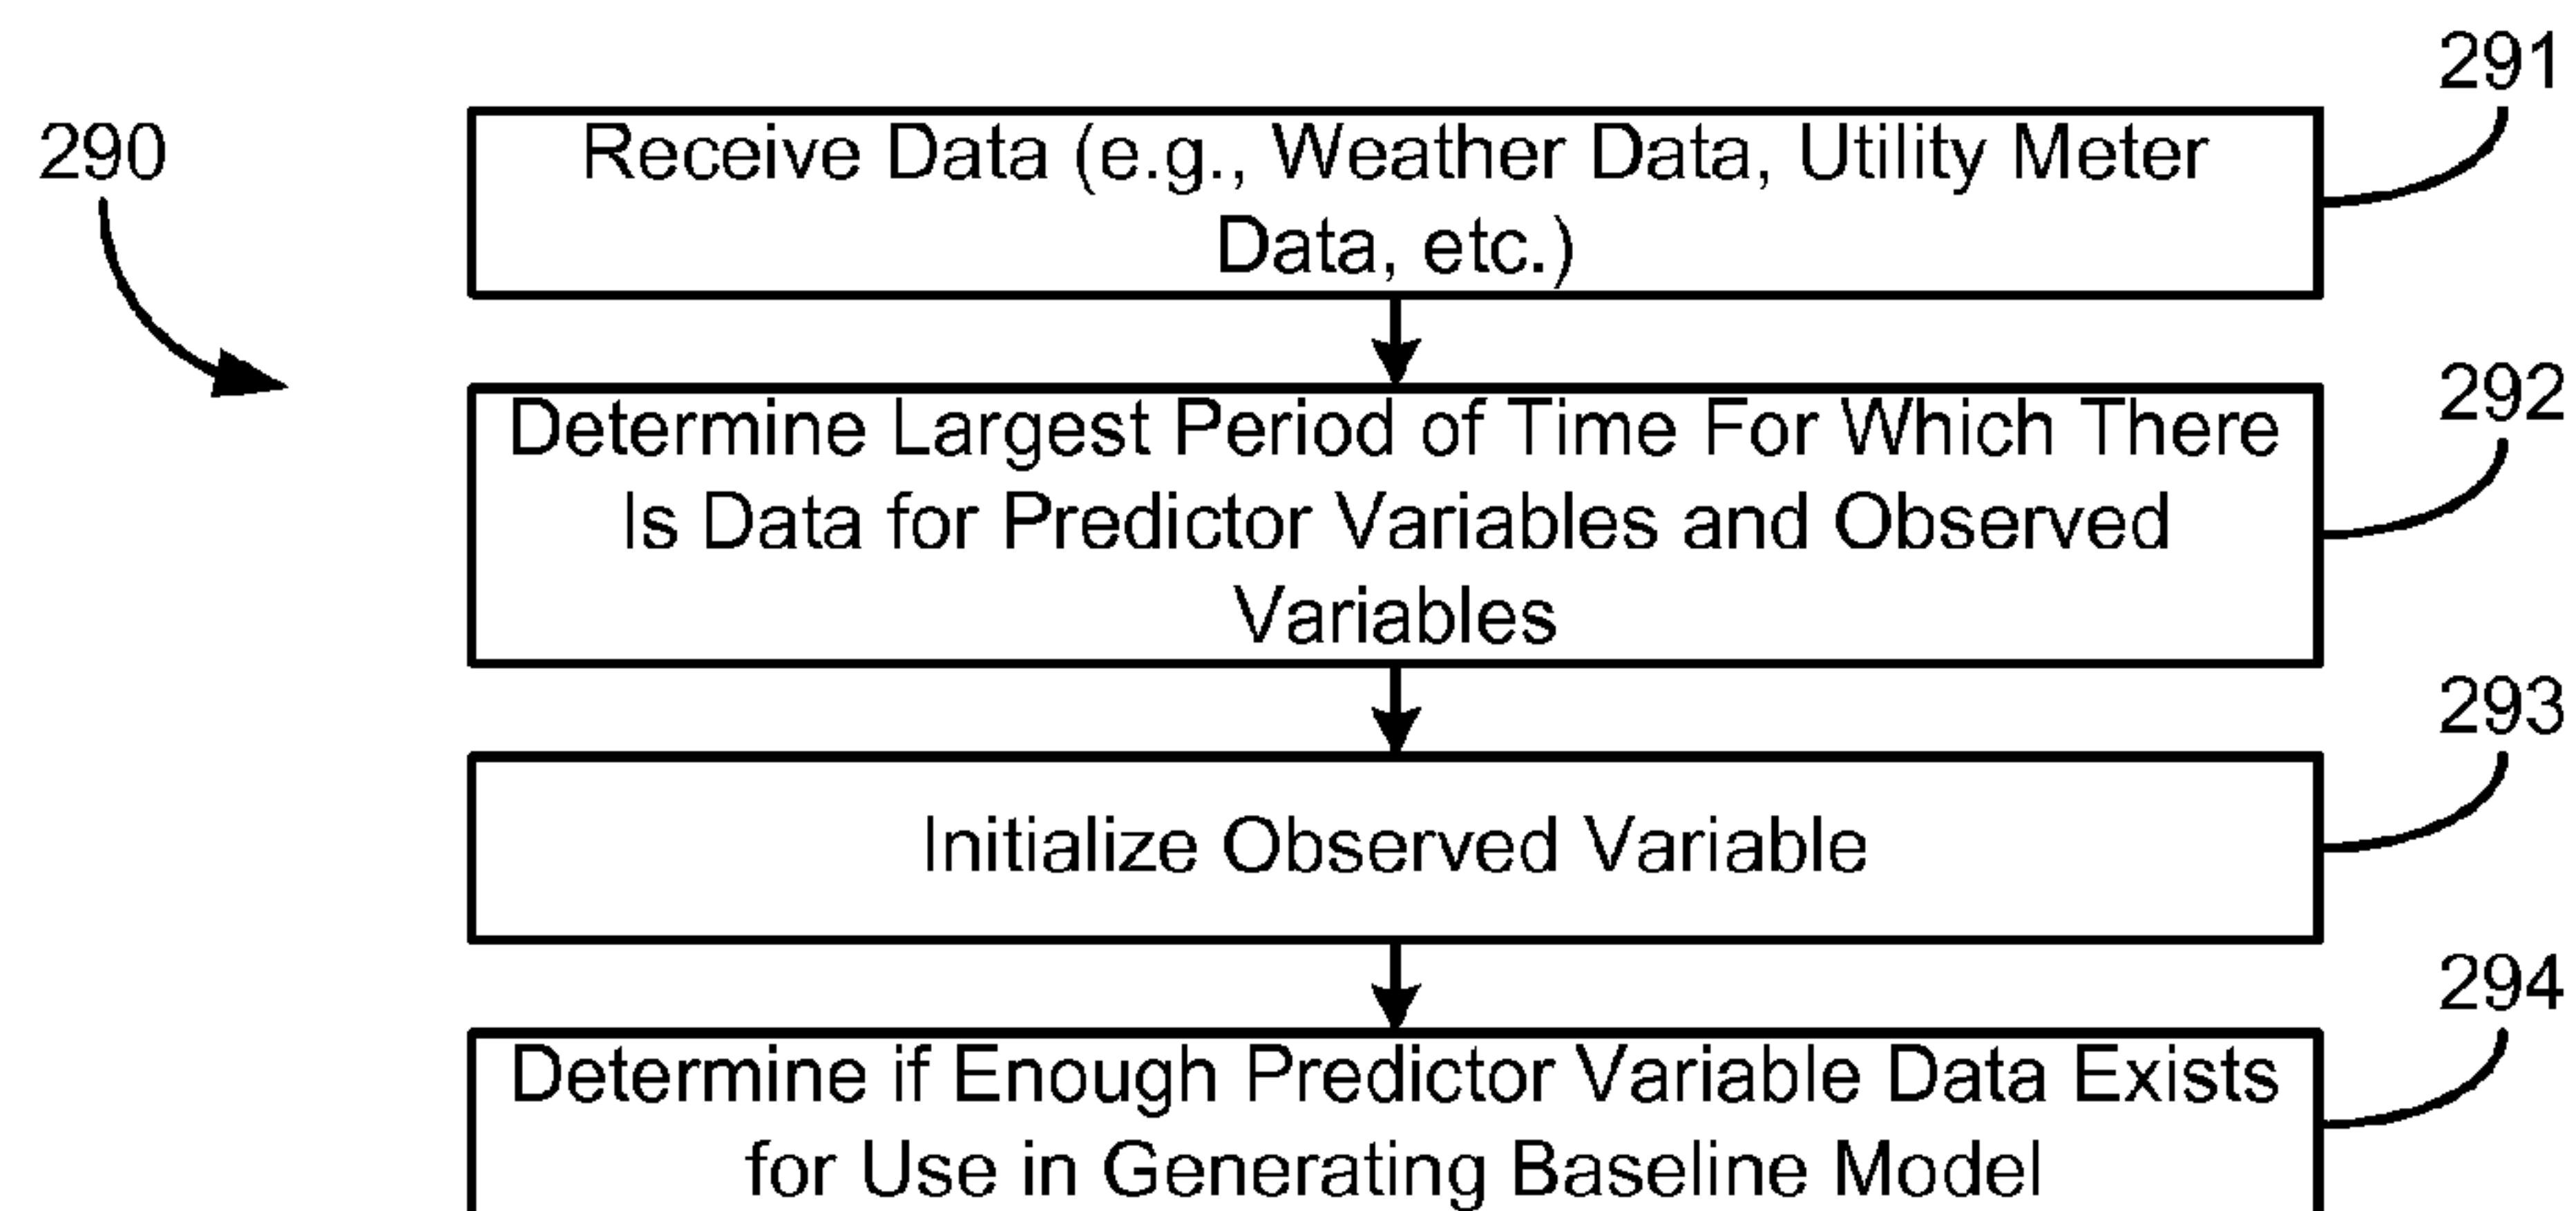 291
290
Receive Data (e.g., Weather Data, Utility Meter
Data, etc.)
292
Determine Largest Period of Time For Which There
Is Data for Predictor Variables and Observed
Variables
293
Initialize Observed Variable
294
Determine if Enough Predictor Variable Data Exists
for Use in Generating Baseline Model